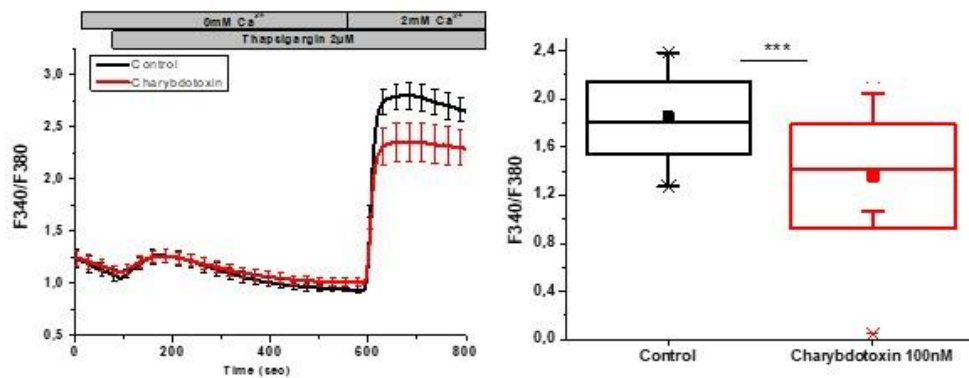 0mM Ca²⁺ 2mM Ca²⁺
Thapsigargin 2µM
Control
Charybdotoxin
F340/F380
3,0
2,5
2,0
1,5
1,0
0,5
0 200 400 600 800
Time (sec)
***
F340/F380
2,4
2,0
1,6
1,2
0,8
0,4
0,0
Control Charybdotoxin 100nM